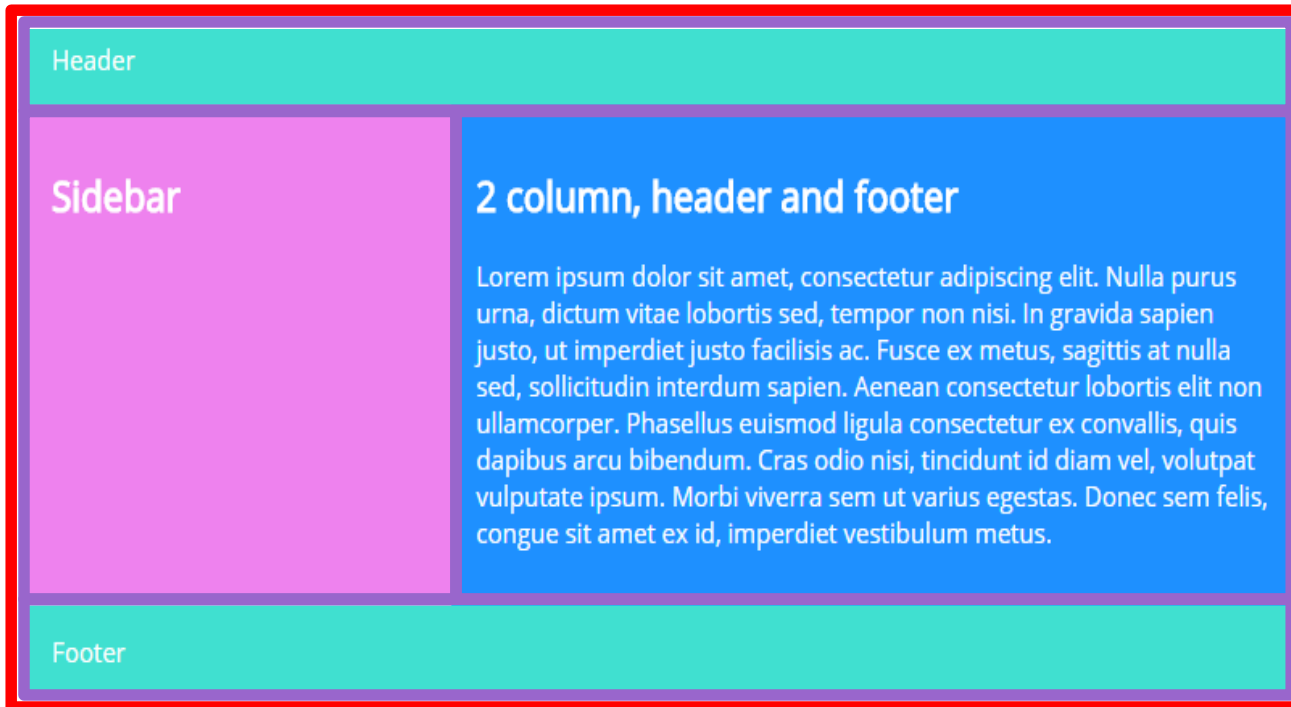 Header
Sidebar
2 column, header and footer
Lorem ipsum dolor sit amet, consectetur adipiscing elit. Nulla purus
urna, dictum vitae lobortis sed, tempor non nisi. In gravida sapien
justo, ut imperdiet justo facilisis ac. Fusce ex metus, sagittis at nulla
sed, sollicitudin interdum sapien. Aenean consectetur lobortis elit non
ullamcorper. Phasellus euismod ligula consectetur ex convallis, quis
dapibus arcu bibendum. Cras odio nisi, tincidunt id diam vel, volutpat
vulputate ipsum. Morbi viverra sem ut varius egestas. Donec sem felis,
congue sit amet ex id, imperdiet vestibulum metus.
Footer